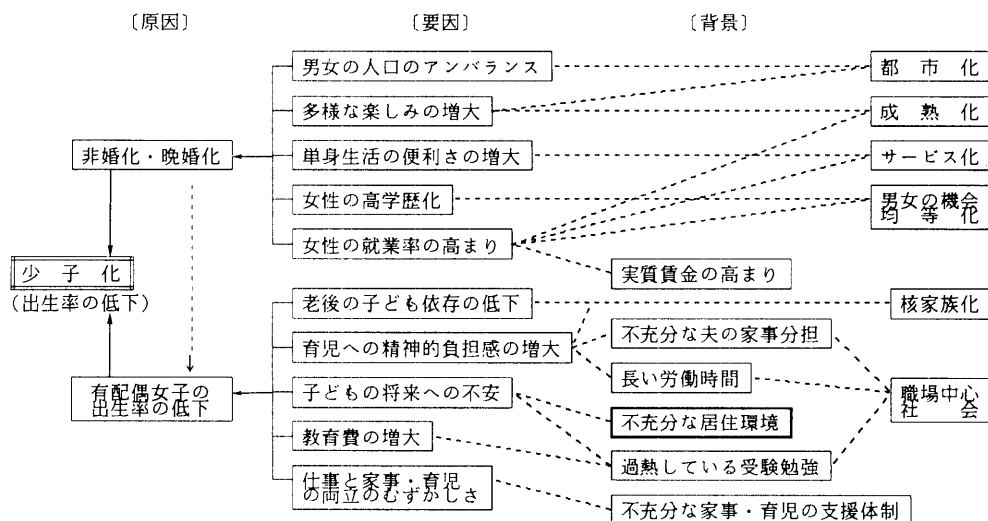 〔原因〕 〔要因〕 〔背景〕
男女の人口のアンバランス
都市化
多様な楽しみの増大
成熟化
非婚化・晩婚化
単身生活の便利さの増大
サービス化
女性の高学歴化
男女の機会
均等化
女性の就業率の高まり
少子化
(出生率の低下)
実質賃金の高まり
老後の子ども依存の低下
核家族化
育児への精神的負担感の増大
不充分な夫の家事分担
長い労働時間
有配偶女子の
出生率の低下
子どもの将来への不安
職場中心
社会
不充分な居住環境
教育費の増大
過熱している受験勉強
仕事と家事・育児
の両立のむずかしさ
不充分な家事・育児の支援体制